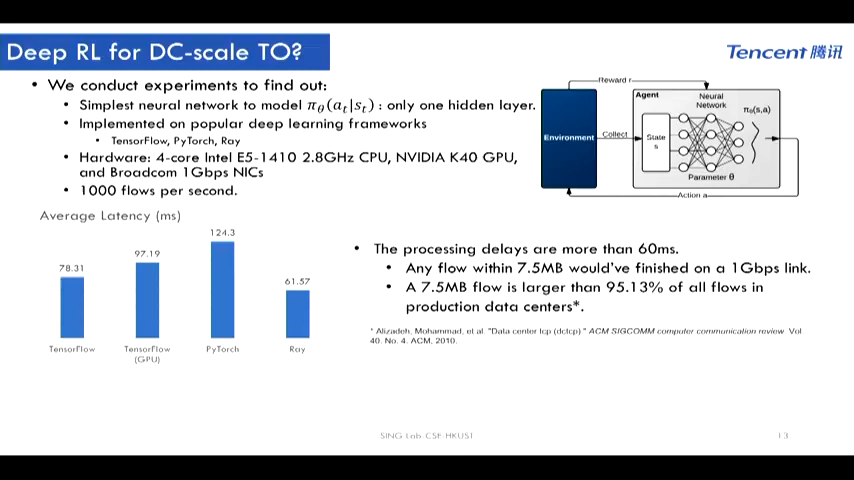 Deep RL for DC-scale TO?
Tencent 腾讯
• We conduct experiments to find out:
• Simplest neural network to model πθ(at|st) : only one hidden layer.
• Implemented on popular deep learning frameworks
• TensorFlow, PyTorch, Ray
• Hardware: 4-core Intel E5-1410 2.8GHz CPU, NVIDIA K40 GPU,
and Broadcom 1Gbps NICs
• 1000 flows per second.
Reward r
Agent
Neural
Network
πθ(s,a)
Environment
Collect
State
s
Parameter θ
Action a
Average Latency (ms)
78.31
97.19
124.3
61.57
TensorFlow
TensorFlow
(GPU)
PyTorch
Ray
• The processing delays are more than 60ms.
• Any flow within 7.5MB would've finished on a 1Gbps link.
• A 7.5MB flow is larger than 95.13% of all flows in
production data centers*.
* Alizadeh, Mohammad, et al. "Data center tcp (dctcp)." ACM SIGCOMM computer communication review. Vol.
40. No. 4. ACM, 2010.
SING Lab CSE HKUST
13